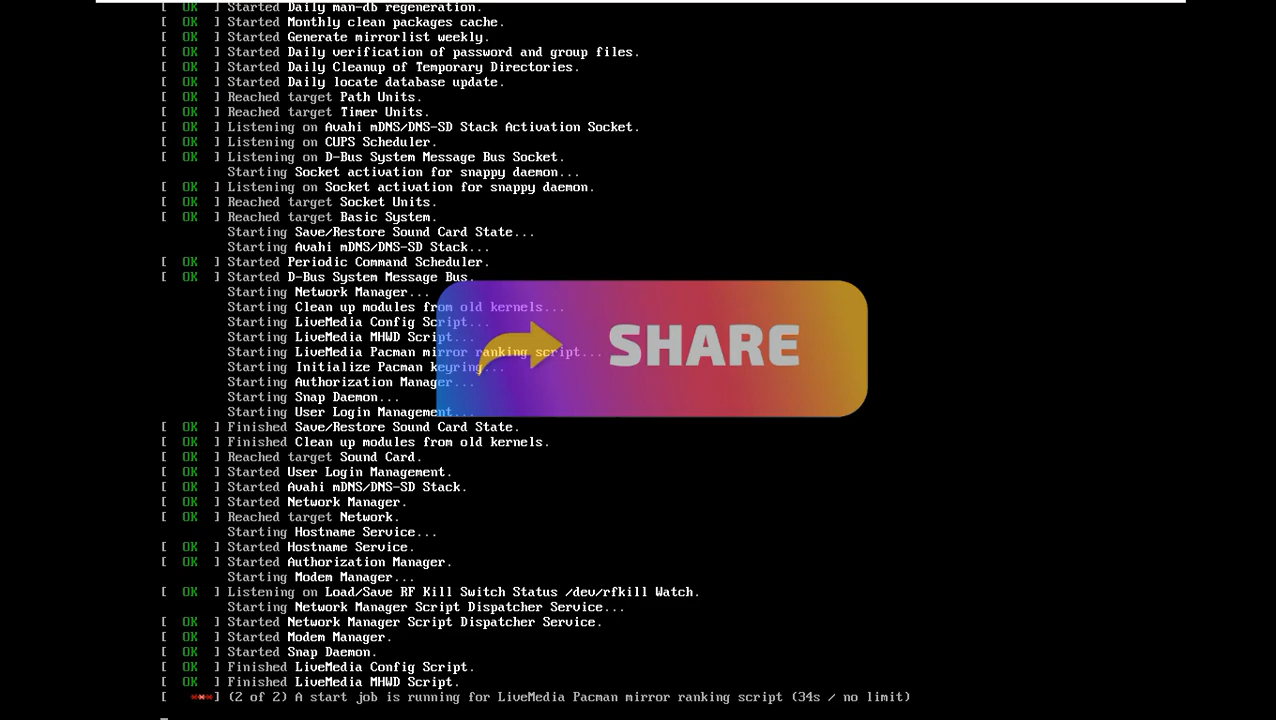 [  OK  ] Started Daily man-db regeneration.
[  OK  ] Started Monthly clean packages cache.
[  OK  ] Started Generate mirrorlist weekly.
[  OK  ] Started Daily verification of password and group files.
[  OK  ] Started Daily Cleanup of Temporary Directories.
[  OK  ] Started Daily locate database update.
[  OK  ] Reached target Path Units.
[  OK  ] Reached target Timer Units.
[  OK  ] Listening on Avahi mDNS/DNS-SD Stack Activation Socket.
[  OK  ] Listening on CUPS Scheduler.
[  OK  ] Listening on D-Bus System Message Bus Socket.
Starting Socket activation for snappy daemon...
[  OK  ] Listening on Socket activation for snappy daemon.
[  OK  ] Reached target Socket Units.
[  OK  ] Reached target Basic System.
Starting Save/Restore Sound Card State...
Starting Avahi mDNS/DNS-SD Stack...
[  OK  ] Started Periodic Command Scheduler.
[  OK  ] Started D-Bus System Message Bus.
Starting Network Manager...
Starting Clean up modules from old kernels...
Starting LiveMedia Config Script...
Starting LiveMedia MHWD Script...
Starting LiveMedia Pacman mirror ranking script...
Starting Initialize Pacman keyring...
Starting Authorization Manager...
Starting Snap Daemon...
Starting User Login Management...
SHARE
[  OK  ] Finished Save/Restore Sound Card State.
[  OK  ] Finished Clean up modules from old kernels.
[  OK  ] Reached target Sound Card.
[  OK  ] Started User Login Management.
[  OK  ] Started Avahi mDNS/DNS-SD Stack.
[  OK  ] Started Network Manager.
[  OK  ] Reached target Network.
Starting Hostname Service...
[  OK  ] Started Hostname Service.
[  OK  ] Started Authorization Manager.
Starting Modem Manager...
[  OK  ] Listening on Load/Save RF Kill Switch Status /dev/rfkill Watch.
Starting Network Manager Script Dispatcher Service...
[  OK  ] Started Network Manager Script Dispatcher Service.
[  OK  ] Started Modem Manager.
[  OK  ] Started Snap Daemon.
[  OK  ] Finished LiveMedia Config Script.
[  OK  ] Finished LiveMedia MHWD Script.
[   ***] (2 of 2) A start job is running for LiveMedia Pacman mirror ranking script (34s / no limit)